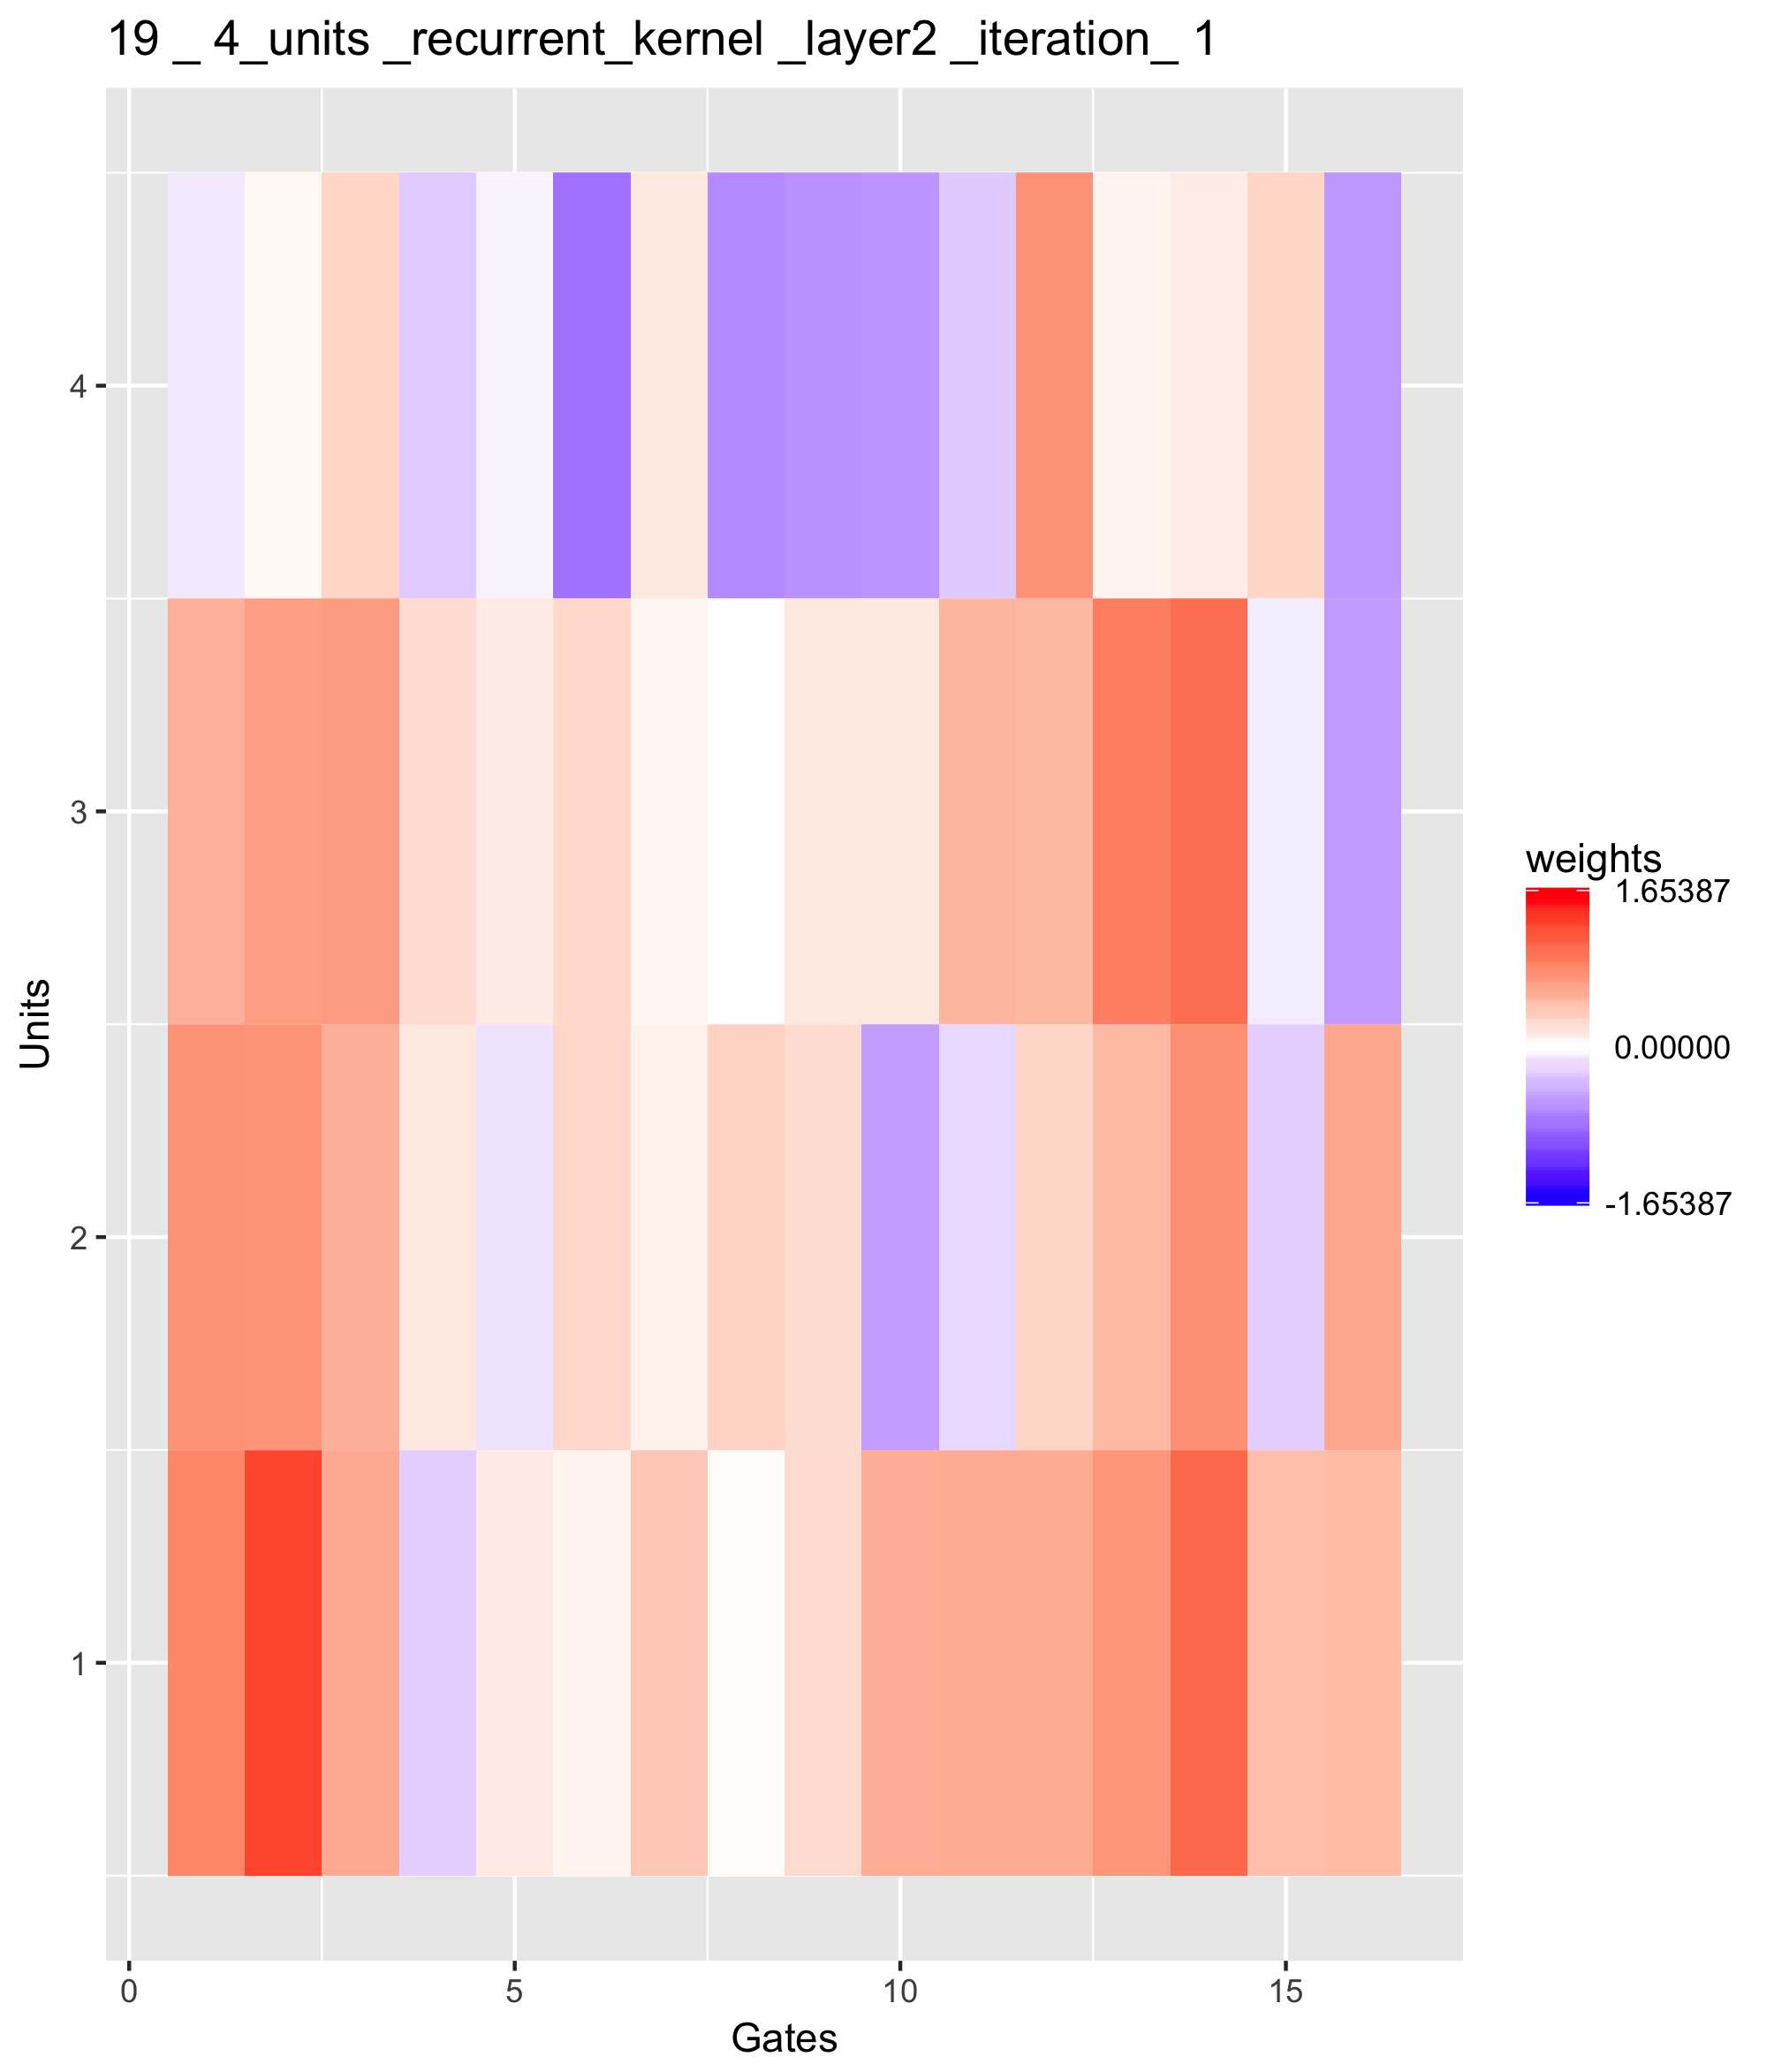 19 _ 4_units _recurrent_kernel _layer2 _iteration_ 1
Units
4
3
2
1
0
5
10
15
Gates
weights
1.65387
0.00000
-1.65387